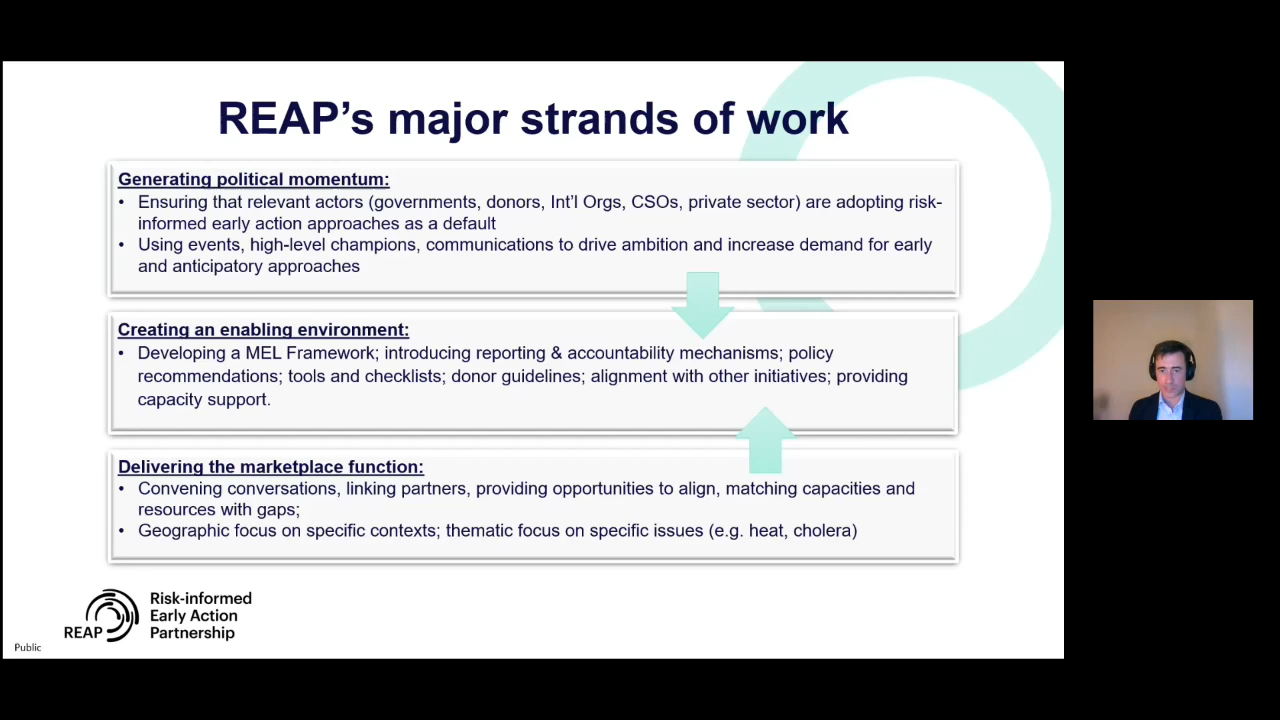 REAP’s major strands of work
Generating political momentum:
• Ensuring that relevant actors (governments, donors, Int’l Orgs, CSOs, private sector) are adopting risk-
informed early action approaches as a default
• Using events, high-level champions, communications to drive ambition and increase demand for early
and anticipatory approaches
Creating an enabling environment:
• Developing a MEL Framework; introducing reporting & accountability mechanisms; policy
recommendations; tools and checklists; donor guidelines; alignment with other initiatives; providing
capacity support.
Delivering the marketplace function:
• Convening conversations, linking partners, providing opportunities to align, matching capacities and
resources with gaps;
• Geographic focus on specific contexts; thematic focus on specific issues (e.g. heat, cholera)
REAP
Risk-informed
Early Action
Partnership
Public